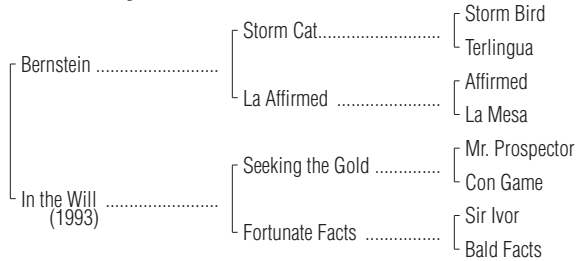 Storm Bird
Storm Cat....................
Terlingua
Bernstein ........................
Affirmed
La Affirmed ....................
La Mesa
Mr. Prospector
Seeking the Gold .............
Con Game
In the Will ......................
(1993)
Sir Ivor
Fortunate Facts ...............
Bald Facts